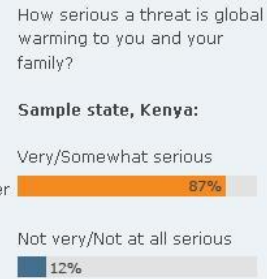 How serious a threat is global
warming to you and your
family?
Sample state, Kenya:
Very/Somewhat serious
er
87%
Not very/Not at all serious
12%